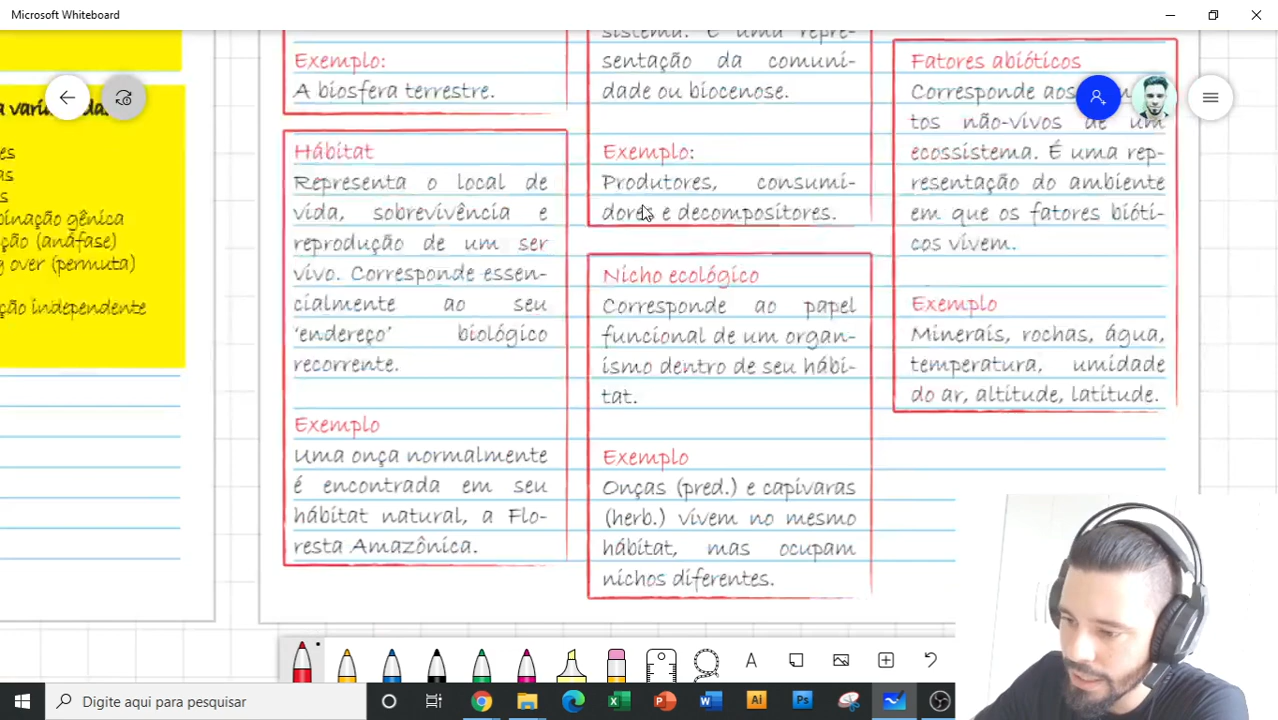 Microsoft Whiteboard
es
as
s
gênica
ção (anáfase)
g over (permuta)
ção independente
Exemplo:
A biosfera terrestre.
Hábitat
Representa o local de
vida, sobrevivência e
reprodução de um ser
vivo. Corresponde essen-
cialmente ao seu
'endereço' biológico
recorrente.
Exemplo
Uma onça normalmente
é encontrada em seu
hábitat natural, a Flo-
resta Amazônica.
sistema. É uma repre-
sentação da comuni-
dade ou biocenose.
Exemplo:
Produtores, consumi-
dores e decompositores.
Nicho ecológico
Corresponde ao papel
funcional de um organ-
ismo dentro de seu hábi-
tat.
Exemplo
Onças (pred.) e capivaras
(herb.) vivem no mesmo
hábitat, mas ocupam
nichos diferentes.
Fatores abióticos
Corresponde aos
tos não-vivos de um
ecossistema. É uma rep-
resentação do ambiente
em que os fatores bióti-
cos vivem.
Exemplo
Minerais, rochas, água,
temperatura, umidade
do ar, altitude, latitude.
Digite aqui para pesquisar